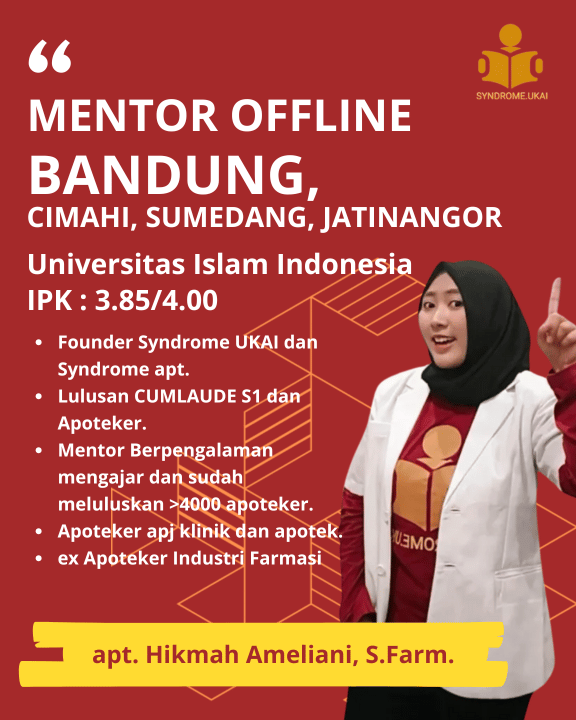 SYNDROME.UKAI
MENTOR OFFLINE
BANDUNG,
CIMAHI, SUMEDANG, JATINANGOR
Universitas Islam Indonesia
IPK : 3.85/4.00
• Founder Syndrome UKAI dan
Syndrome apt.
• Lulusan CUMLAUDE S1 dan
Apoteker.
• Mentor Berpengalaman
mengajar dan sudah
meluluskan >4000 apoteker.
• Apoteker apj klinik dan apotek.
• ex Apoteker Industri Farmasi
apt. Hikmah Ameliani, S.Farm.